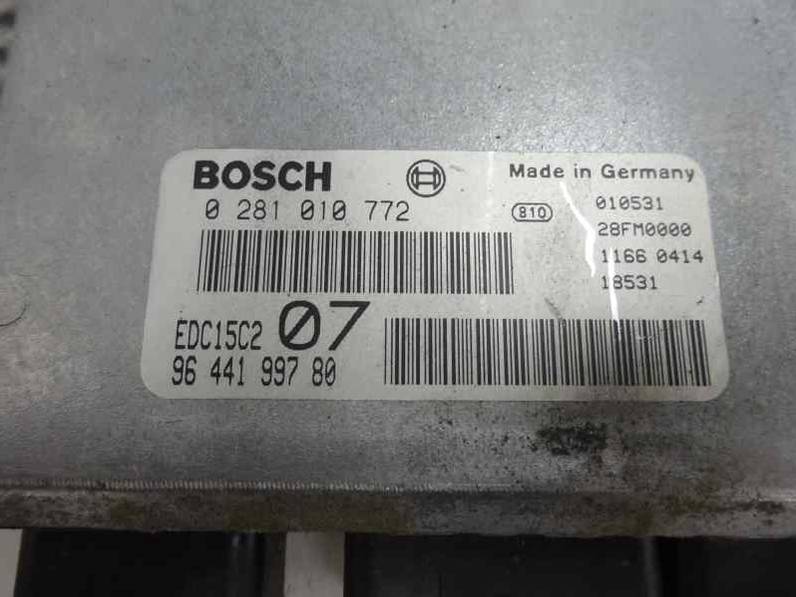 BOSCH
Made in Germany
0 281 010 772
810
010531
28FM0000
1166 0414
18531
EDC15C2 07
96 441 997 80